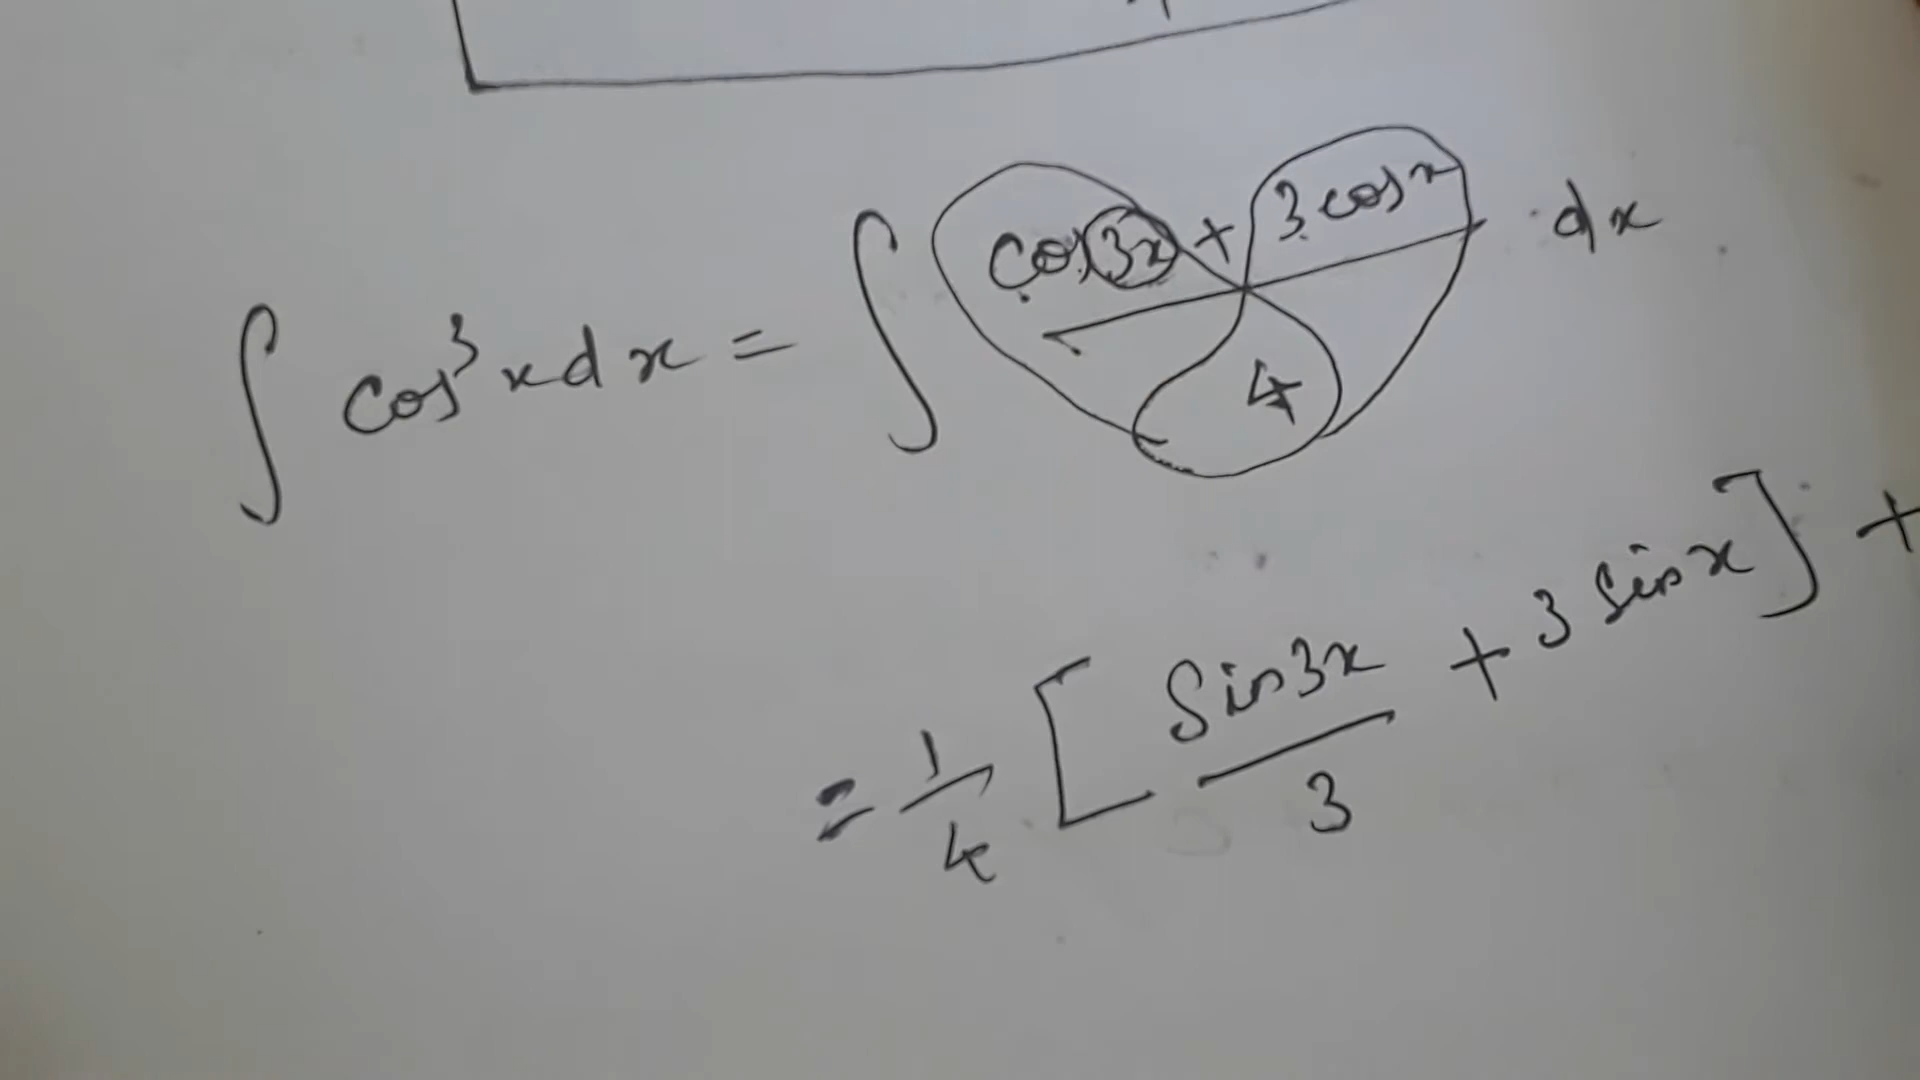 ∫ cos³x dx = ∫ cos3x + 3cosx / 4 · dx
= 1/4 [ Sin3x / 3 + 3 Sinx ] +